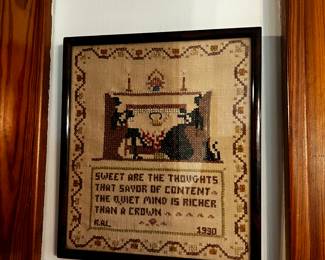 SWEET ARE THE THOUGHTS
THAT SAVOR OF CONTENT
THE QUIET MIND IS RICHER
THAN A CROWN
R.A.L. 1930